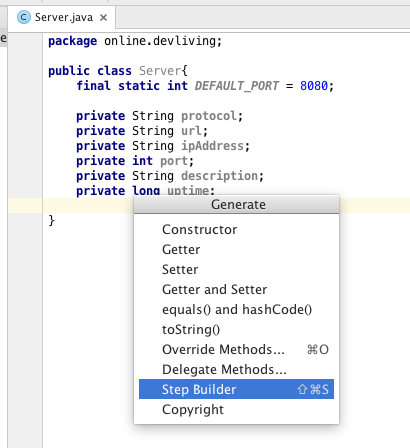 Server.java
package online.devliving;
public class Server{
final static int DEFAULT_PORT = 8080;
private String protocol;
private String url;
private String ipAddress;
private int port;
private String description;
private long uptime;
Generate
Constructor
Getter
Setter
Getter and Setter
equals() and hashCode()
toString()
Override Methods... ⌘O
Delegate Methods...
Step Builder ⇧⌘S
Copyright
}